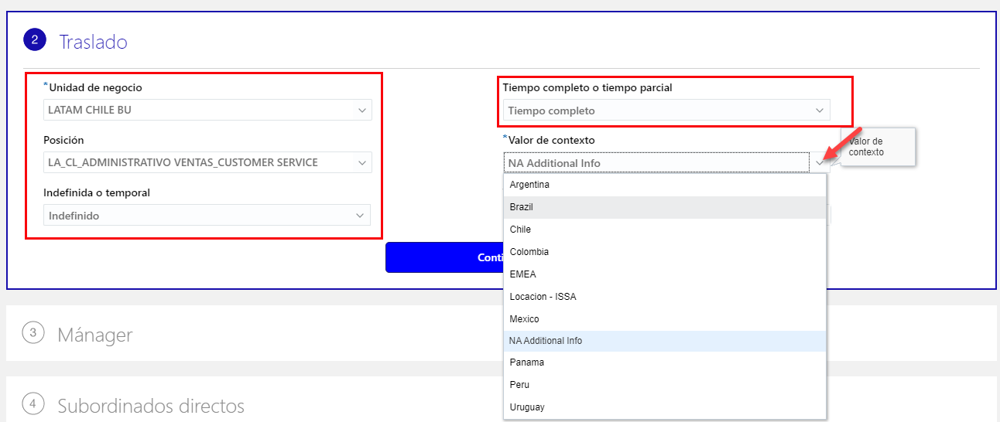 2 Traslado
*Unidad de negocio
LATAM CHILE BU
Posición
LA_CL_ADMINISTRATIVO VENTAS_CUSTOMER SERVICE
Indefinida o temporal
Indefinido
Tiempo completo o tiempo parcial
Tiempo completo
*Valor de contexto
NA Additional Info
Valor de
contexto
Argentina
Brazil
Chile
Colombia
EMEA
Locacion - ISSA
Mexico
NA Additional Info
Panama
Peru
Uruguay
3 Mánager
4 Subordinados directos